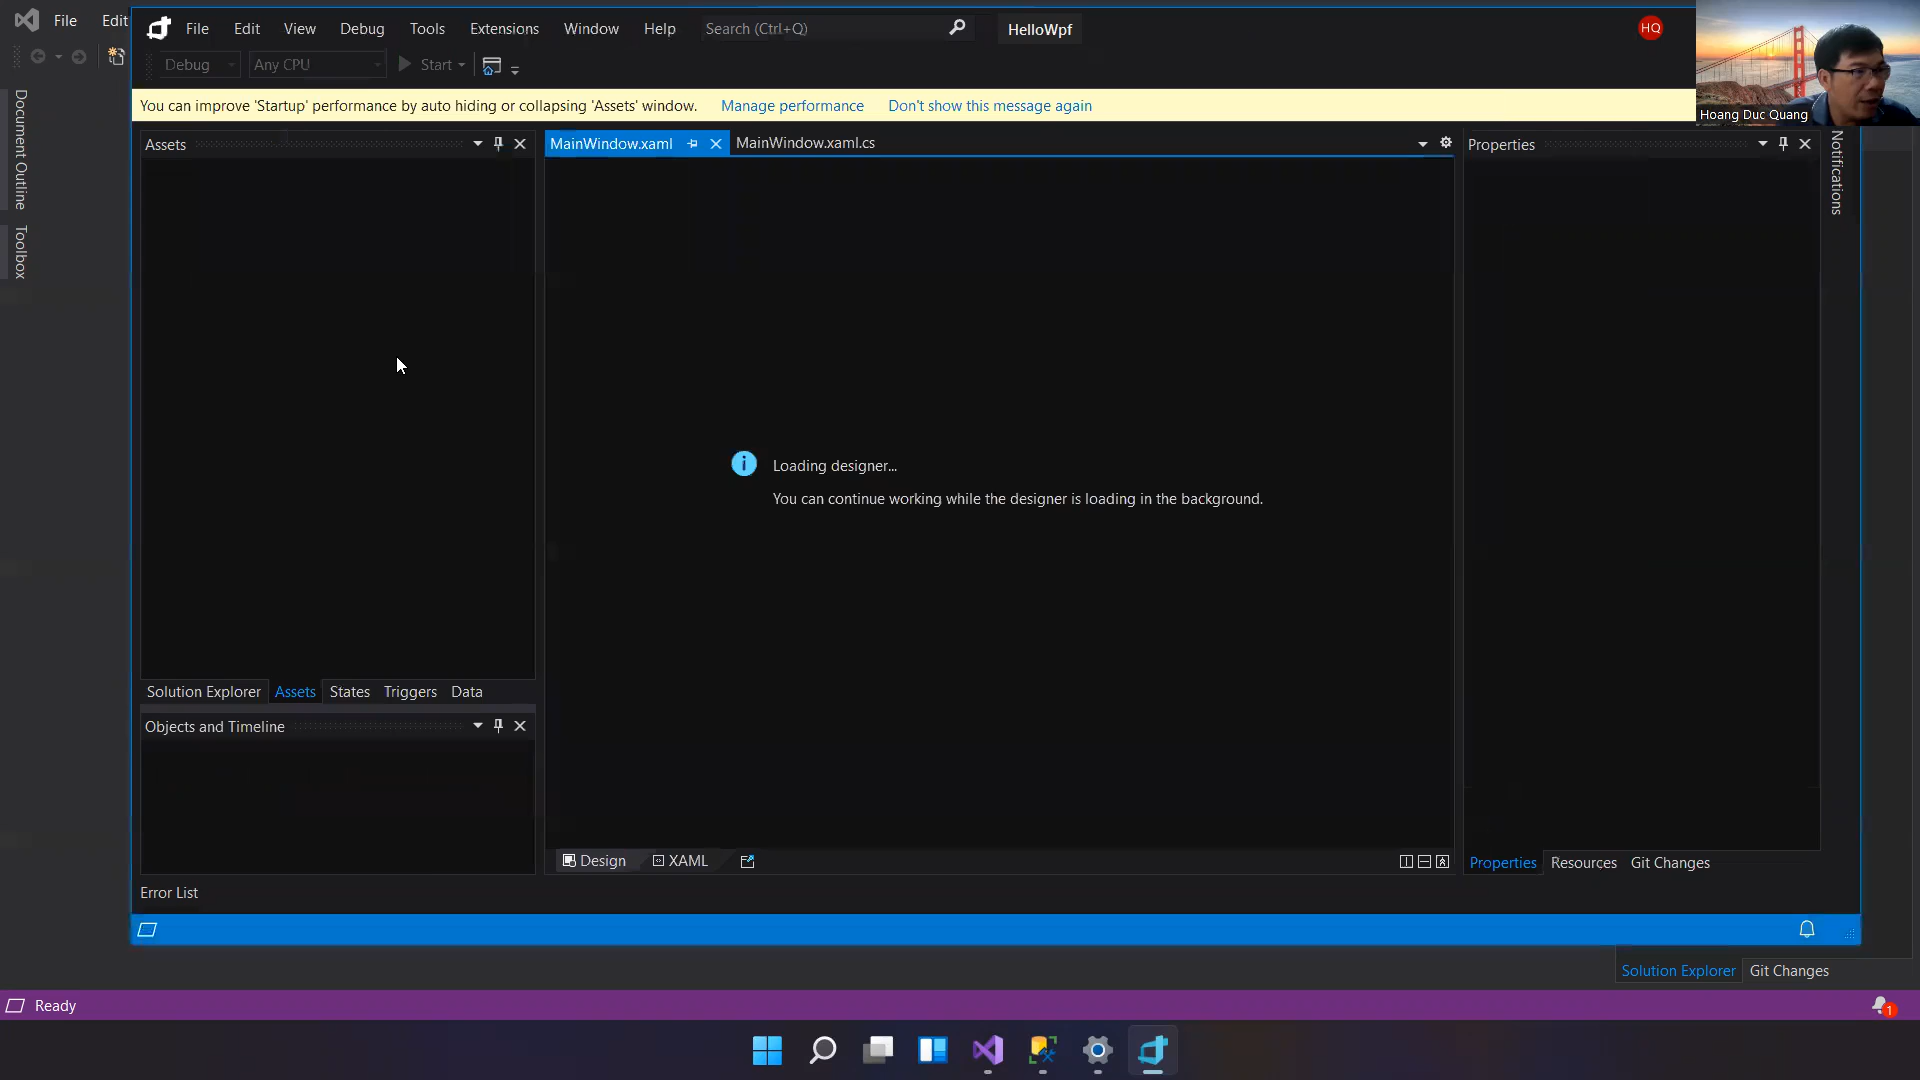 File Edit
File Edit View Debug Tools Extensions Window Help Search (Ctrl+Q) HelloWpf HQ
Debug Any CPU Start
You can improve 'Startup' performance by auto hiding or collapsing 'Assets' window. Manage performance Don't show this message again
Hoang Duc Quang
Document Outline
Toolbox
Assets
MainWindow.xaml MainWindow.xaml.cs
Properties
Notifications
Loading designer...
You can continue working while the designer is loading in the background.
Solution Explorer Assets States Triggers Data
Objects and Timeline
Design XAML
Properties Resources Git Changes
Error List
Solution Explorer Git Changes
Ready
1